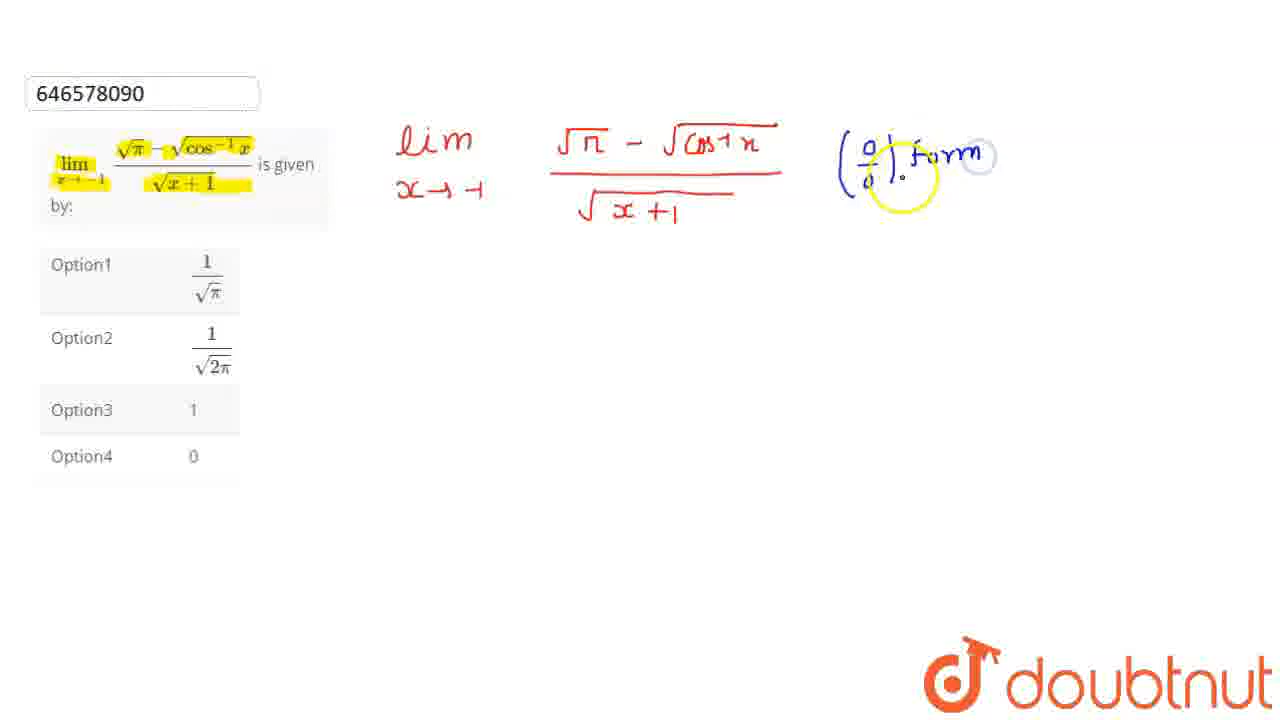 646578090
lim x→−1 (√π − √(cos⁻¹ x)) / √(x + 1) is given
by:
Option1 1/√π
Option2 1/√(2π)
Option3 1
Option4 0
lim x→-1 (√π − √(cos⁻¹ x)) / √(x+1) (0/0) form
doubtnut